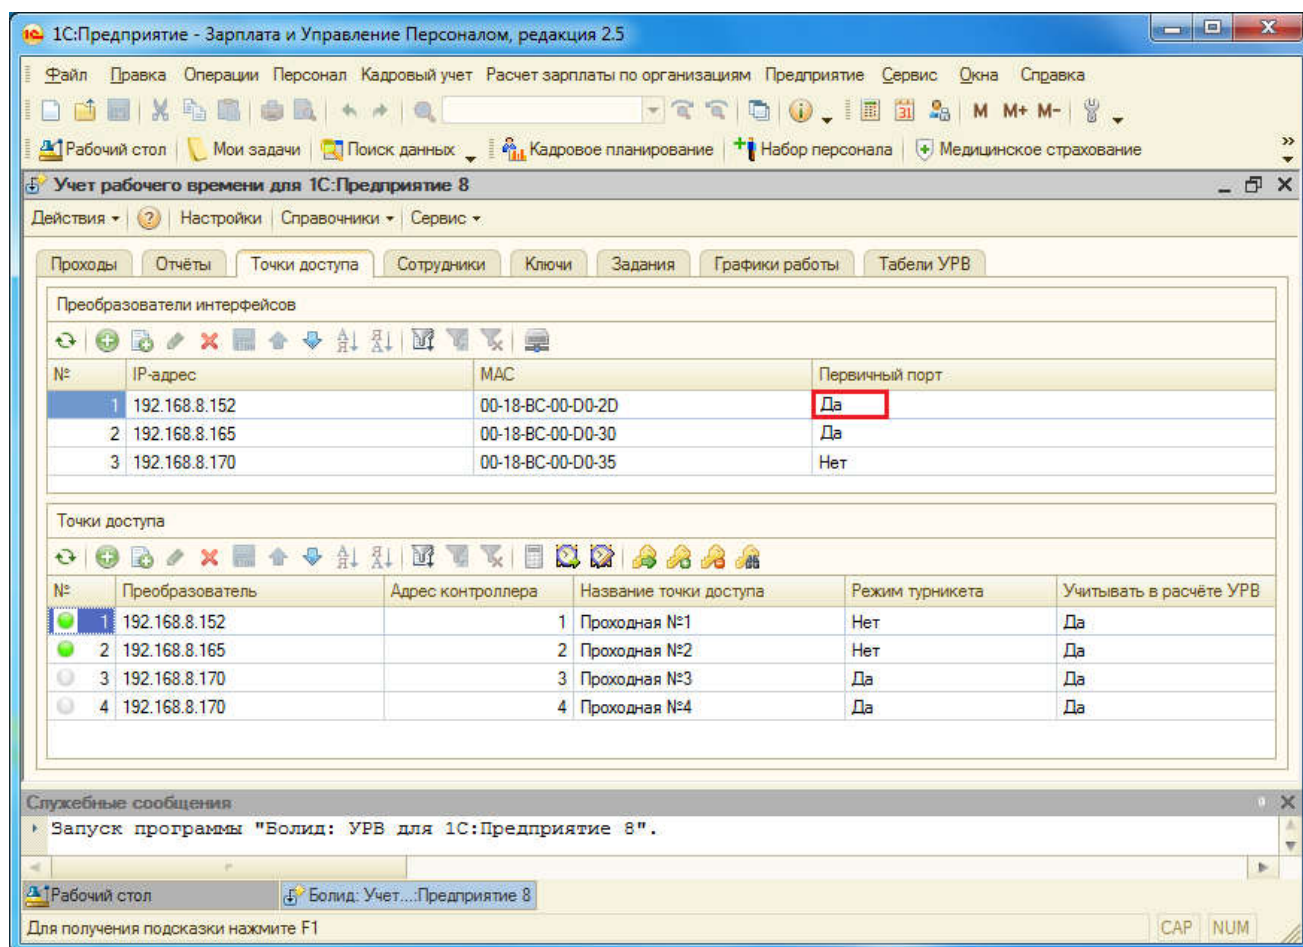 1С:Предприятие - Зарплата и Управление Персоналом, редакция 2.5
Файл Правка Операции Персонал Кадровый учет Расчет зарплаты по организациям Предприятие Сервис Окна Справка
M M+ M-
Рабочий стол Мои задачи Поиск данных Кадровое планирование Набор персонала Медицинское страхование
Учет рабочего времени для 1С:Предприятие 8
Действия Настройки Справочники Сервис
Проходы Отчёты Точки доступа Сотрудники Ключи Задания Графики работы Табели УРВ
Преобразователи интерфейсов
№ IP-адрес MAC Первичный порт
1 192.168.8.152 00-18-BC-00-D0-2D Да
2 192.168.8.165 00-18-BC-00-D0-30 Да
3 192.168.8.170 00-18-BC-00-D0-35 Нет
Точки доступа
№ Преобразователь Адрес контроллера Название точки доступа Режим турникета Учитывать в расчёте УРВ
1 192.168.8.152 1 Проходная №1 Нет Да
2 192.168.8.165 2 Проходная №2 Нет Да
3 192.168.8.170 3 Проходная №3 Да Да
4 192.168.8.170 4 Проходная №4 Да Да
Служебные сообщения
Запуск программы "Болид: УРВ для 1С:Предприятие 8".
Рабочий стол Болид: Учет...:Предприятие 8
Для получения подсказки нажмите F1 CAP NUM